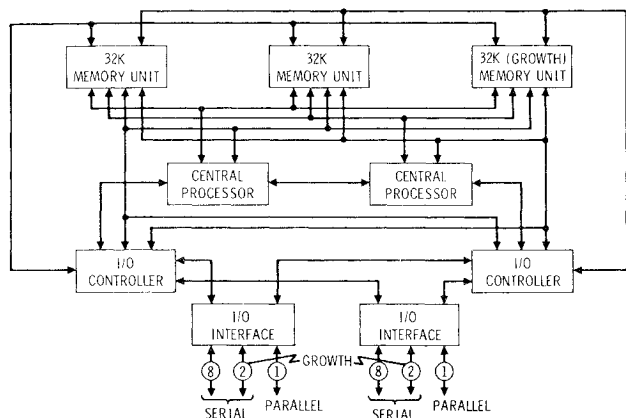 32K
MEMORY UNIT
32K
MEMORY UNIT
32K (GROWTH)
MEMORY UNIT
CENTRAL
PROCESSOR
CENTRAL
PROCESSOR
I/O
CONTROLLER
I/O
CONTROLLER
I/O
INTERFACE
I/O
INTERFACE
8
2
1
GROWTH
8
2
1
SERIAL
PARALLEL
SERIAL
PARALLEL